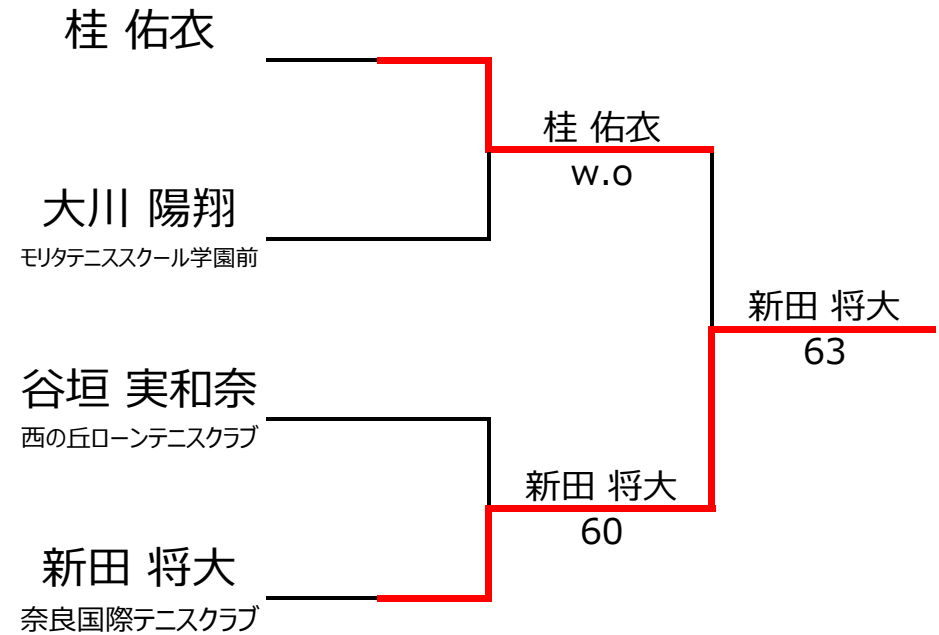 桂 佑衣
桂 佑衣
w.o
大川 陽翔
モリタテニススクール学園前
新田 将大
63
谷垣 実和奈
西の丘ローンテニスクラブ
新田 将大
60
新田 将大
奈良国際テニスクラブ